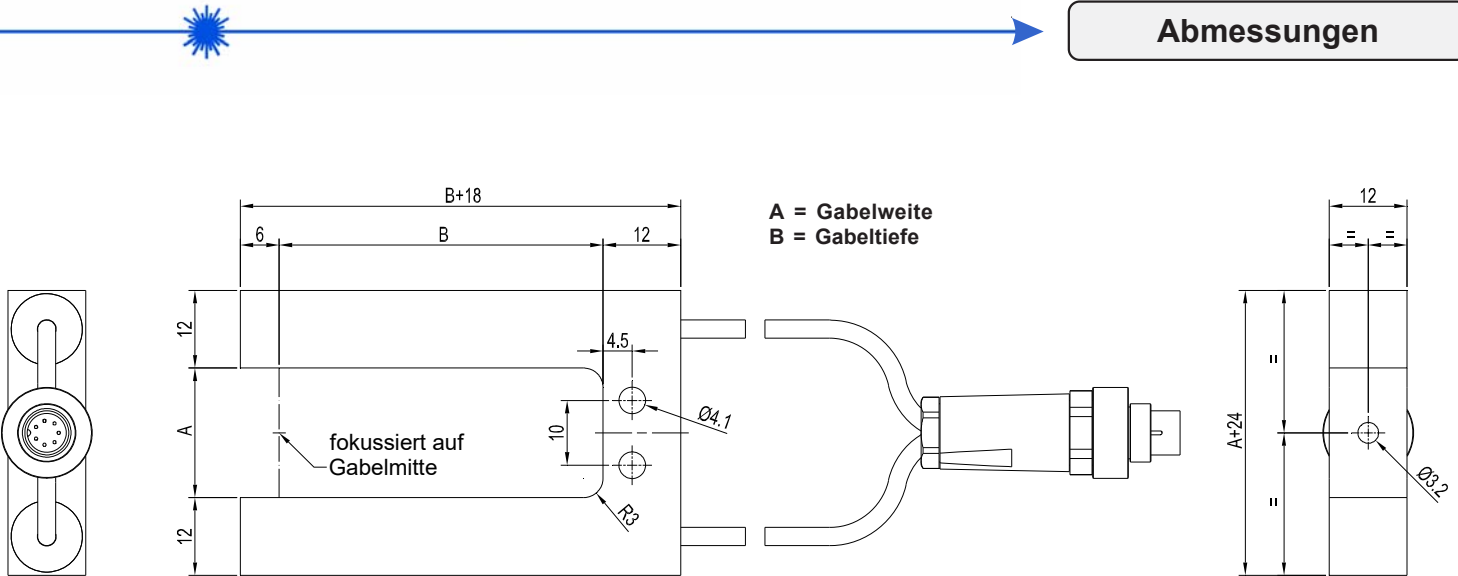 Abmessungen
B+18
6
B
12
A = Gabelweite
B = Gabeltiefe
12
=
=
12
4.5
A
Ø4.1
10
fokussiert auf
Gabelmitte
R3
12
=
A+24
=
Ø3.2